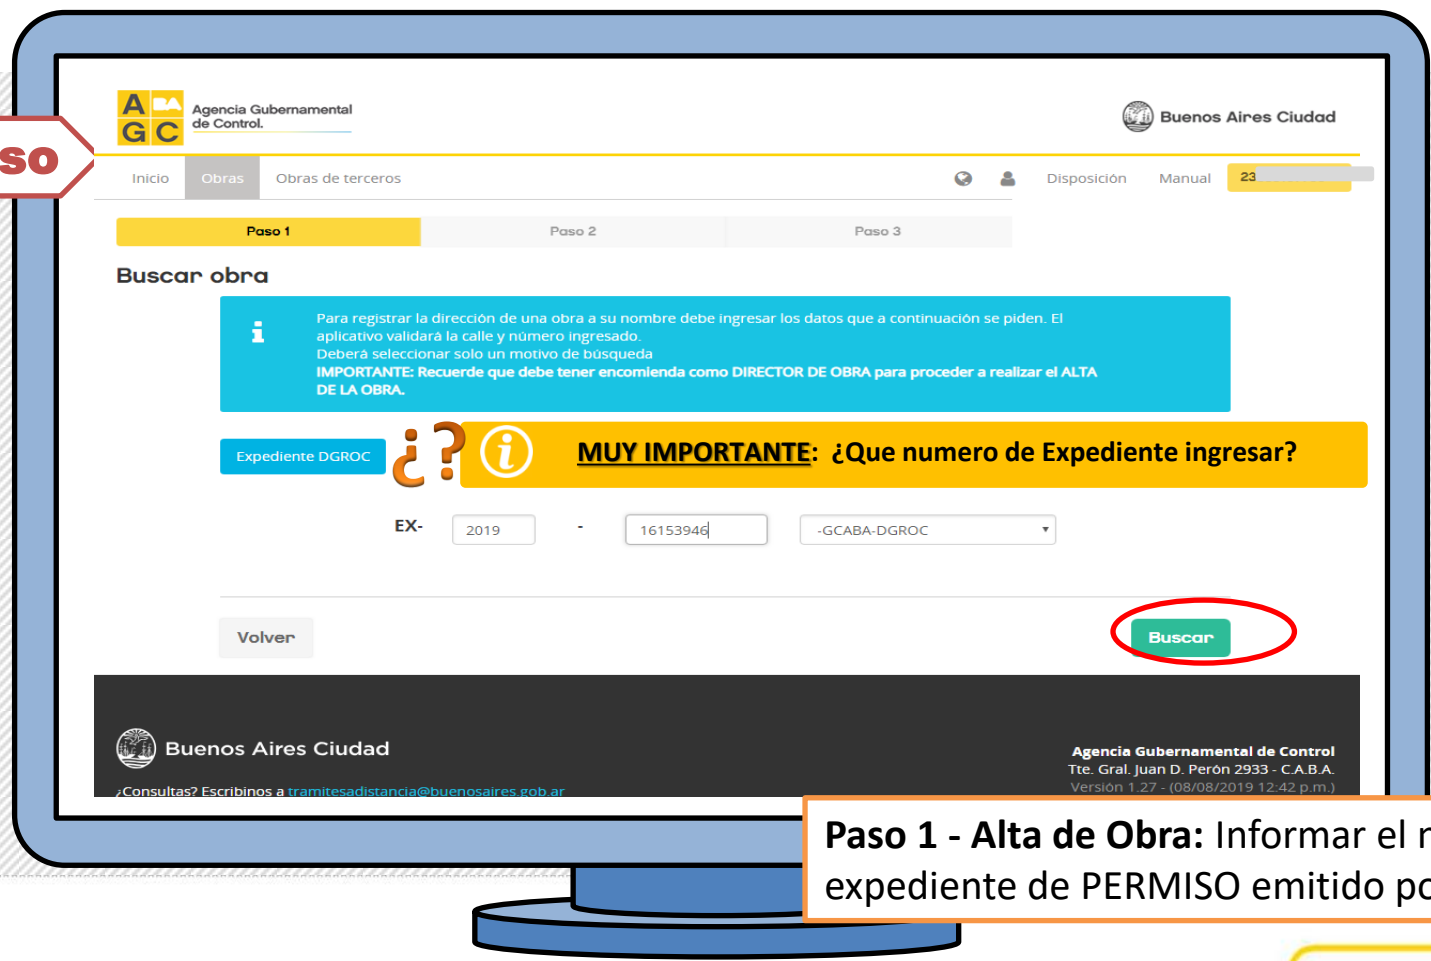 A BA
G C
Agencia Gubernamental
de Control.
Buenos Aires Ciudad
SO
Inicio Obras Obras de terceros Disposición Manual 23
Paso 1 Paso 2 Paso 3
Buscar obra
Para registrar la dirección de una obra a su nombre debe ingresar los datos que a continuación se piden. El
aplicativo validará la calle y número ingresado.
Deberá seleccionar solo un motivo de búsqueda
IMPORTANTE: Recuerde que debe tener encomienda como DIRECTOR DE OBRA para proceder a realizar el ALTA
DE LA OBRA.
Expediente DGROC
¿?
MUY IMPORTANTE: ¿Que numero de Expediente ingresar?
EX- 2019 - 16153946 -GCABA-DGROC
Volver
Buscar
Buenos Aires Ciudad
¿Consultas? Escribinos a tramitesadistancia@buenosaires.gob.ar
Agencia Gubernamental de Control
Tte. Gral. Juan D. Perón 2933 - C.A.B.A.
Versión 1.27 - (08/08/2019 12:42 p.m.)
Paso 1 - Alta de Obra: Informar el
expediente de PERMISO emitido